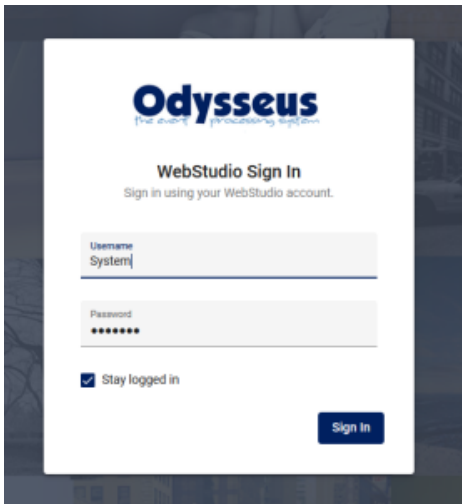 Odysseus
the event processing system
WebStudio Sign In
Sign in using your WebStudio account.
Username
System
Password
•••••••
Stay logged in
Sign In